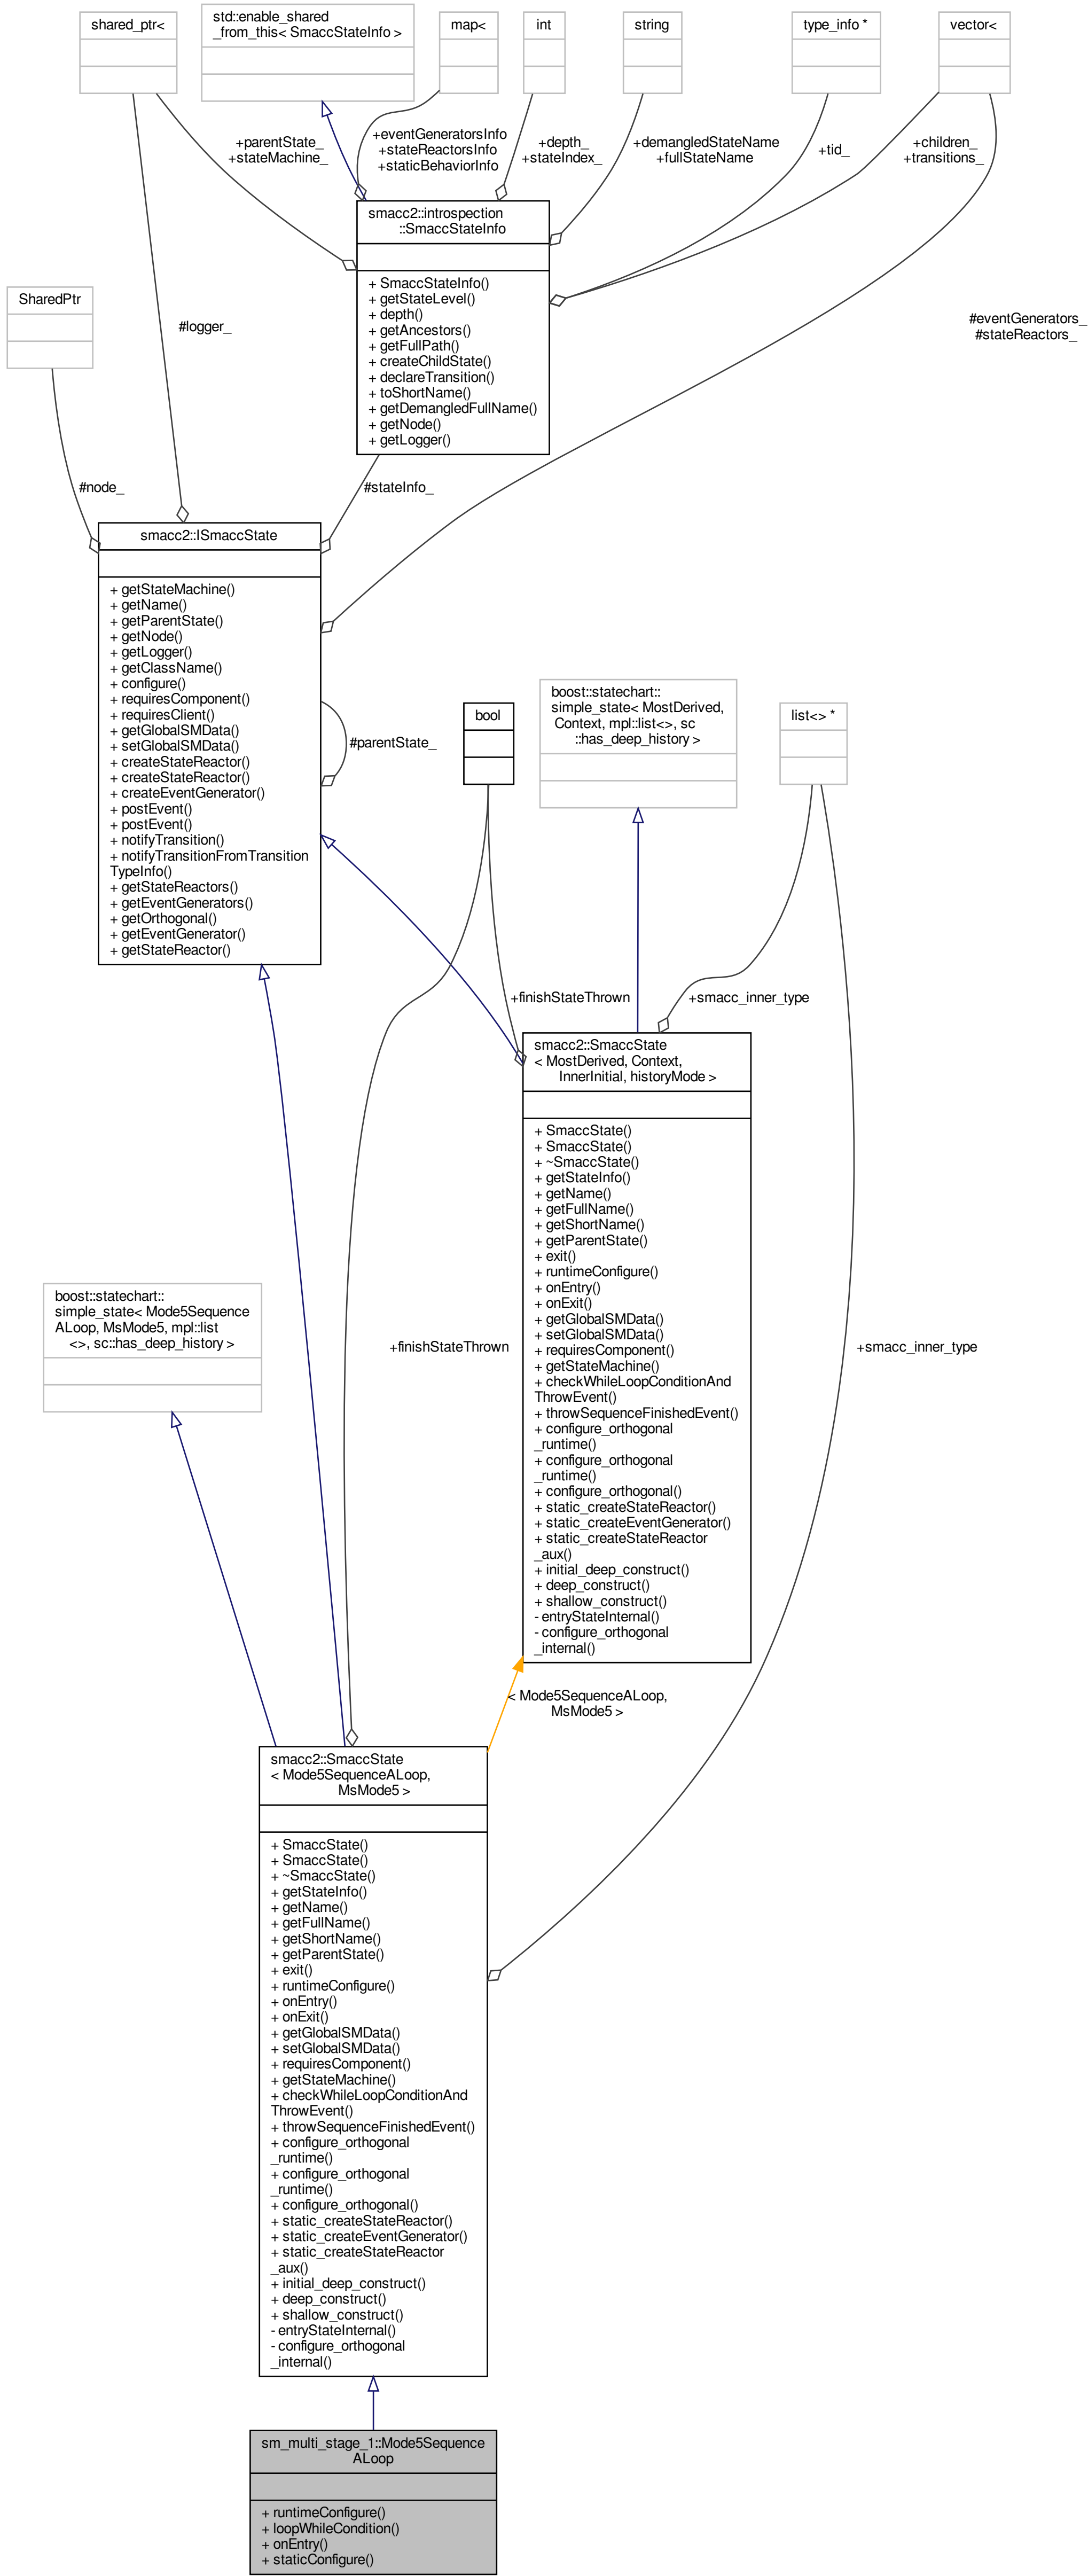 shared_ptr<
std::enable_shared
_from_this< SmaccStateInfo >
map<
int
string
type_info *
vector<
+parentState_
+stateMachine_
+eventGeneratorsInfo
+stateReactorsInfo
+staticBehaviorInfo
+depth_
+stateIndex_
+demangledStateName
+fullStateName
+tid_
+children_
+transitions_
smacc2::introspection
::SmaccStateInfo
+ SmaccStateInfo()
+ getStateLevel()
+ depth()
+ getAncestors()
+ getFullPath()
+ createChildState()
+ declareTransition()
+ toShortName()
+ getDemangledFullName()
+ getNode()
+ getLogger()
SharedPtr
#logger_
#eventGenerators_
#stateReactors_
#node_
#stateInfo_
smacc2::ISmaccState
+ getStateMachine()
+ getName()
+ getParentState()
+ getNode()
+ getLogger()
+ getClassName()
+ configure()
+ requiresComponent()
+ requiresClient()
+ getGlobalSMData()
+ setGlobalSMData()
+ createStateReactor()
+ createStateReactor()
+ createEventGenerator()
+ postEvent()
+ postEvent()
+ notifyTransition()
+ notifyTransitionFromTransition
TypeInfo()
+ getStateReactors()
+ getEventGenerators()
+ getOrthogonal()
+ getEventGenerator()
+ getStateReactor()
#parentState_
bool
boost::statechart::
simple_state< MostDerived,
Context, mpl::list<>, sc
::has_deep_history >
list<> *
+finishStateThrown
+smacc_inner_type
smacc2::SmaccState
< MostDerived, Context,
InnerInitial, historyMode >
+ SmaccState()
+ SmaccState()
+ ~SmaccState()
+ getStateInfo()
+ getName()
+ getFullName()
+ getShortName()
+ getParentState()
+ exit()
+ runtimeConfigure()
+ onEntry()
+ onExit()
+ getGlobalSMData()
+ setGlobalSMData()
+ requiresComponent()
+ getStateMachine()
+ checkWhileLoopConditionAnd
ThrowEvent()
+ throwSequenceFinishedEvent()
+ configure_orthogonal
_runtime()
+ configure_orthogonal
_runtime()
+ configure_orthogonal()
+ static_createStateReactor()
+ static_createEventGenerator()
+ static_createStateReactor
_aux()
+ initial_deep_construct()
+ deep_construct()
+ shallow_construct()
- entryStateInternal()
- configure_orthogonal
_internal()
boost::statechart::
simple_state< Mode5Sequence
ALoop, MsMode5, mpl::list
<>, sc::has_deep_history >
+finishStateThrown
+smacc_inner_type
< Mode5SequenceALoop,
MsMode5 >
smacc2::SmaccState
< Mode5SequenceALoop,
MsMode5 >
+ SmaccState()
+ SmaccState()
+ ~SmaccState()
+ getStateInfo()
+ getName()
+ getFullName()
+ getShortName()
+ getParentState()
+ exit()
+ runtimeConfigure()
+ onEntry()
+ onExit()
+ getGlobalSMData()
+ setGlobalSMData()
+ requiresComponent()
+ getStateMachine()
+ checkWhileLoopConditionAnd
ThrowEvent()
+ throwSequenceFinishedEvent()
+ configure_orthogonal
_runtime()
+ configure_orthogonal
_runtime()
+ configure_orthogonal()
+ static_createStateReactor()
+ static_createEventGenerator()
+ static_createStateReactor
_aux()
+ initial_deep_construct()
+ deep_construct()
+ shallow_construct()
- entryStateInternal()
- configure_orthogonal
_internal()
sm_multi_stage_1::Mode5Sequence
ALoop
+ runtimeConfigure()
+ loopWhileCondition()
+ onEntry()
+ staticConfigure()